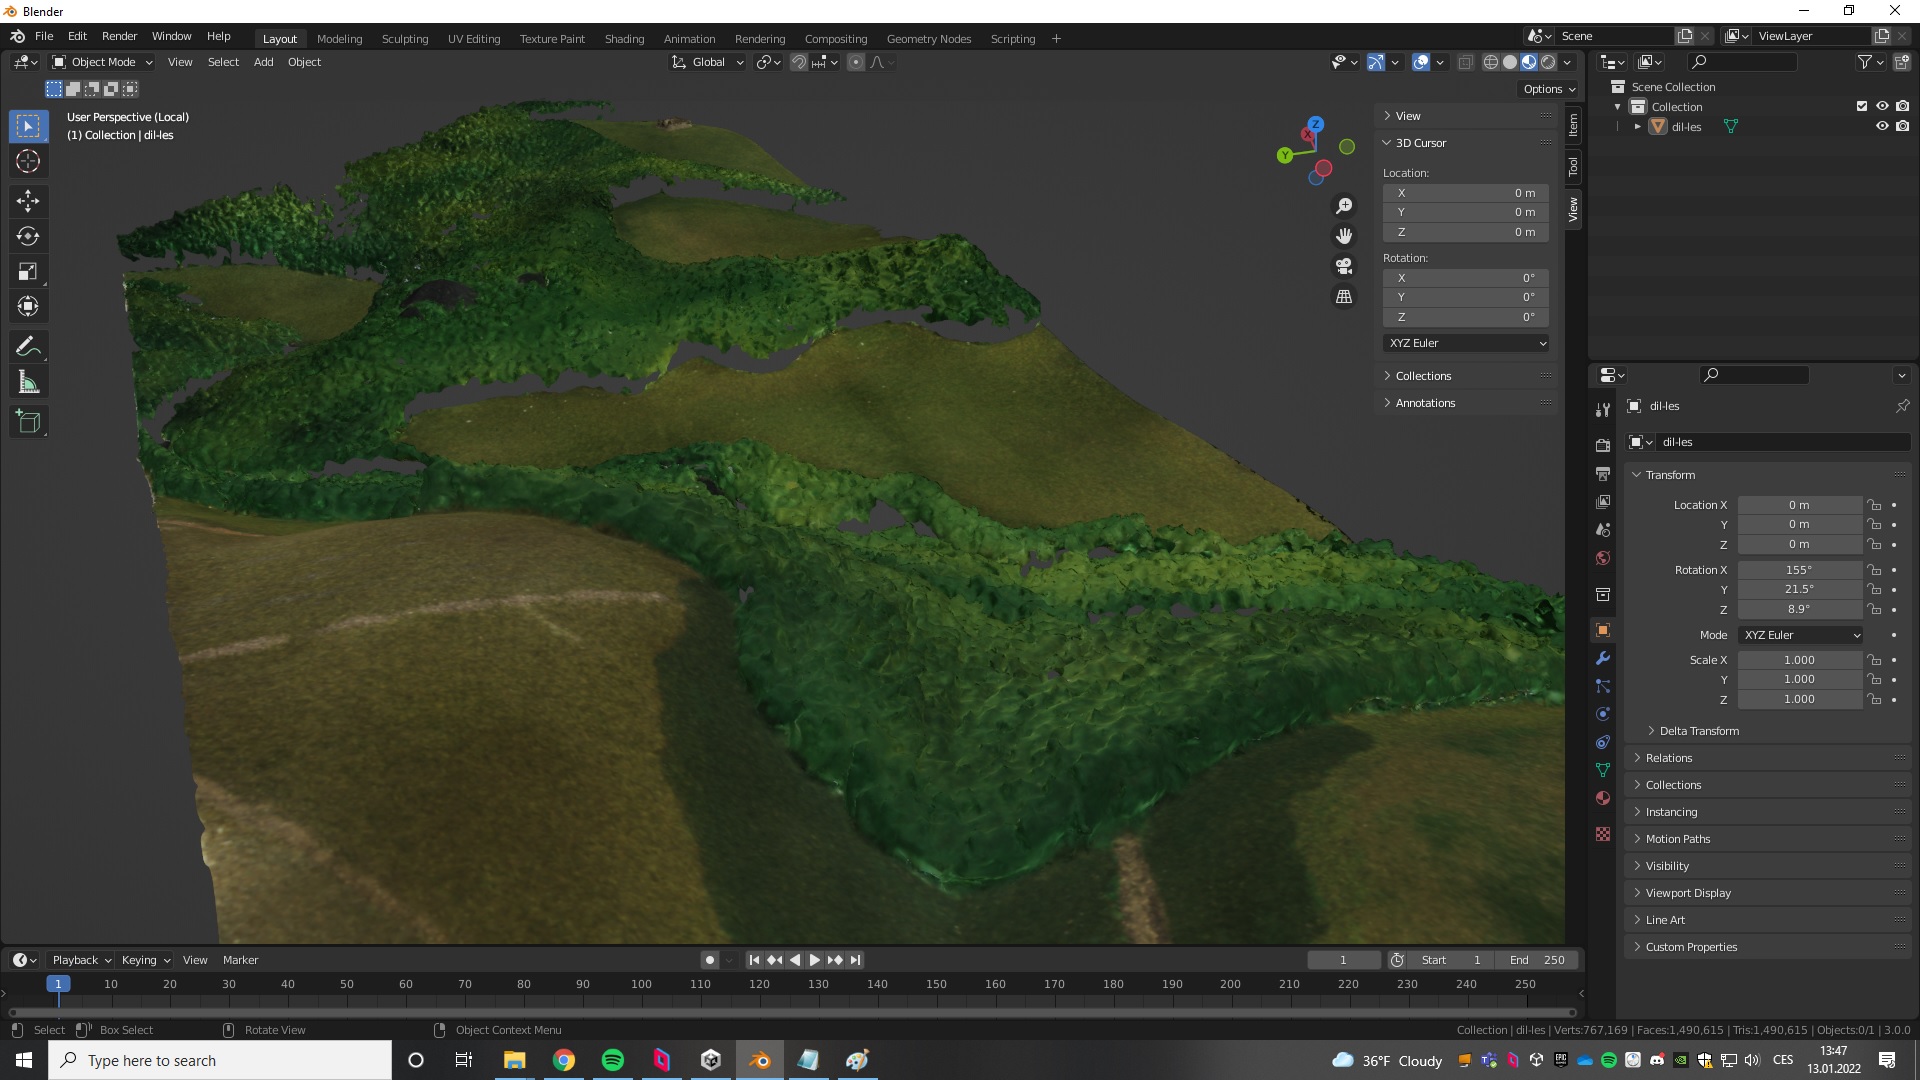 Blender
File Edit Render Window Help
Layout Modeling Sculpting UV Editing Texture Paint Shading Animation Rendering Compositing Geometry Nodes Scripting +
Scene
ViewLayer
Object Mode
View Select Add Object
Global
Options
User Perspective (Local)
(1) Collection | dil-les
Z
X
Y
View
3D Cursor
Location:
X 0 m
Y 0 m
Z 0 m
Rotation:
X 0°
Y 0°
Z 0°
XYZ Euler
Collections
Annotations
Item
Tool
View
Scene Collection
Collection
dil-les
dil-les
dil-les
Transform
Location X 0 m
Y 0 m
Z 0 m
Rotation X 155°
Y 21.5°
Z 8.9°
Mode XYZ Euler
Scale X 1.000
Y 1.000
Z 1.000
Delta Transform
Relations
Collections
Instancing
Motion Paths
Visibility
Viewport Display
Line Art
Custom Properties
Playback Keying View Marker
1
Start 1
End 250
1 10 20 30 40 50 60 70 80 90 100 110 120 130 140 150 160 170 180 190 200 210 220 230 240 250
Select Box Select Rotate View Object Context Menu
Collection | dil-les | Verts:767,169 | Faces:1,490,615 | Tris:1,490,615 | Objects:0/1 | 3.0.0
Type here to search
36°F Cloudy
CES
13:47
13.01.2022